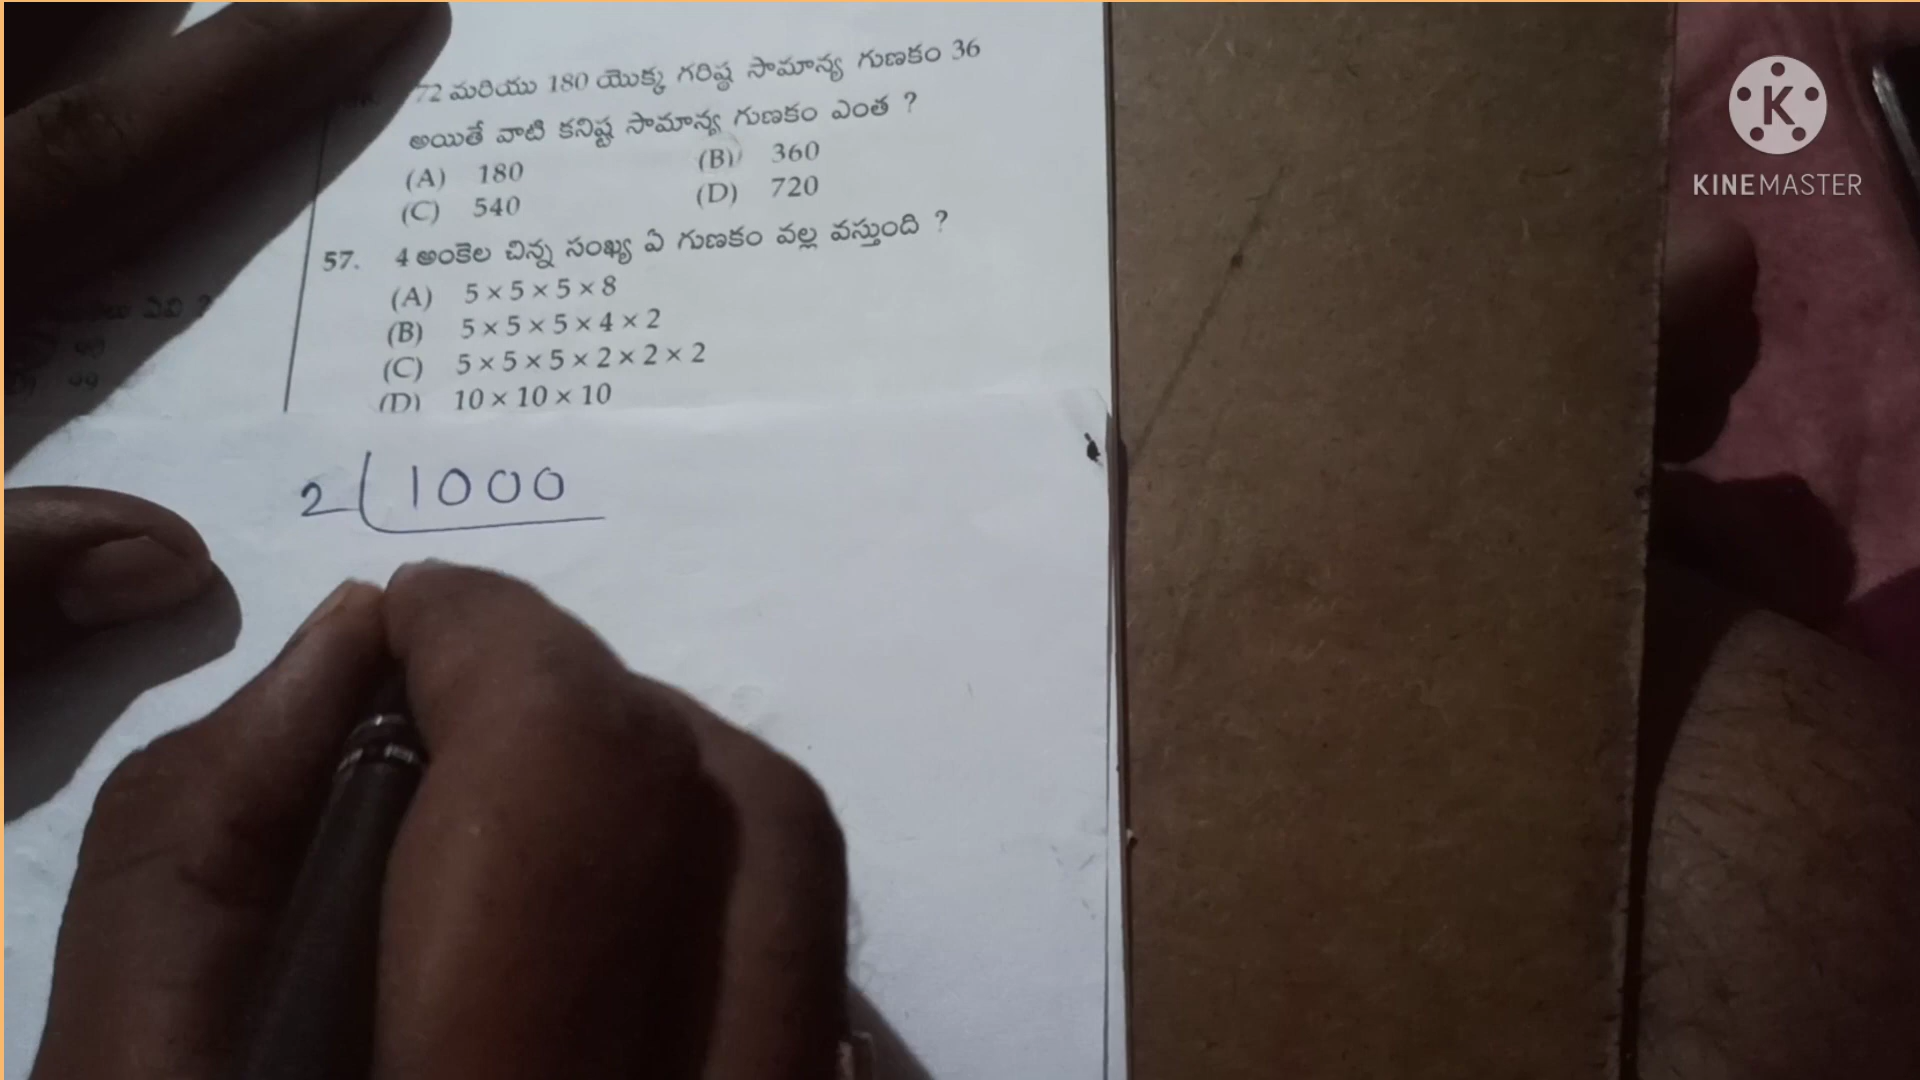 72 మరియు 180 యొక్క గరిష్ఠ సామాన్య గుణకం 36
అయితే వాటి కనిష్ట సామాన్య గుణకం ఎంత ?
(A) 180 (B) 360
(C) 540 (D) 720
57. 4 అంకెల చిన్న సంఖ్య ఏ గుణకం వల్ల వస్తుంది ?
(A) 5 × 5 × 5 × 8
(B) 5 × 5 × 5 × 4 × 2
(C) 5 × 5 × 5 × 2 × 2 × 2
(D) 10 × 10 × 10
2 1000
ఏవి ?
99
K
KINEMASTER